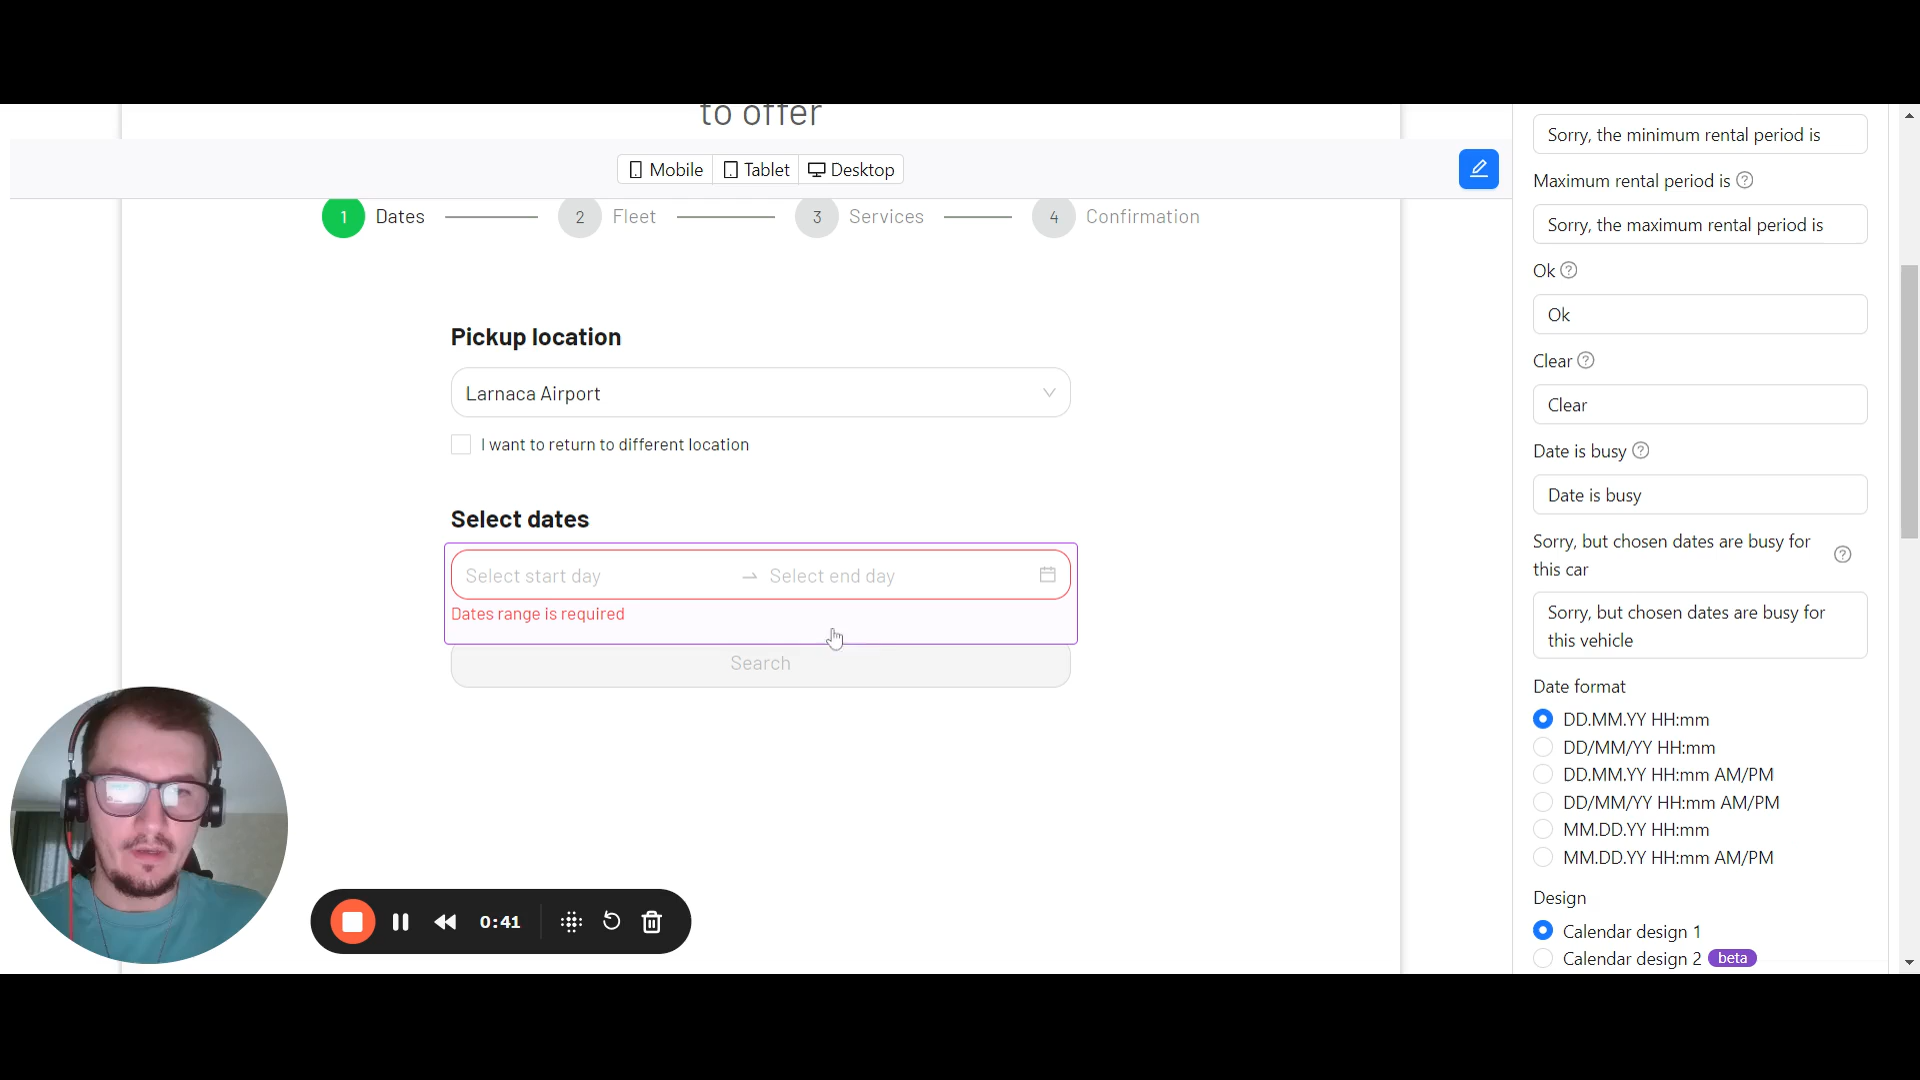 to offer
Mobile
Tablet
Desktop
1 Dates
2 Fleet
3 Services
4 Confirmation
Pickup location
Larnaca Airport
I want to return to different location
Select dates
Select start day
Select end day
Dates range is required
Search
0:41
Sorry, the minimum rental period is
Maximum rental period is
Sorry, the maximum rental period is
Ok
Ok
Clear
Clear
Date is busy
Date is busy
Sorry, but chosen dates are busy for
this car
Sorry, but chosen dates are busy for
this vehicle
Date format
DD.MM.YY HH:mm
DD/MM/YY HH:mm
DD.MM.YY HH:mm AM/PM
DD/MM/YY HH:mm AM/PM
MM.DD.YY HH:mm
MM.DD.YY HH:mm AM/PM
Design
Calendar design 1
Calendar design 2 beta